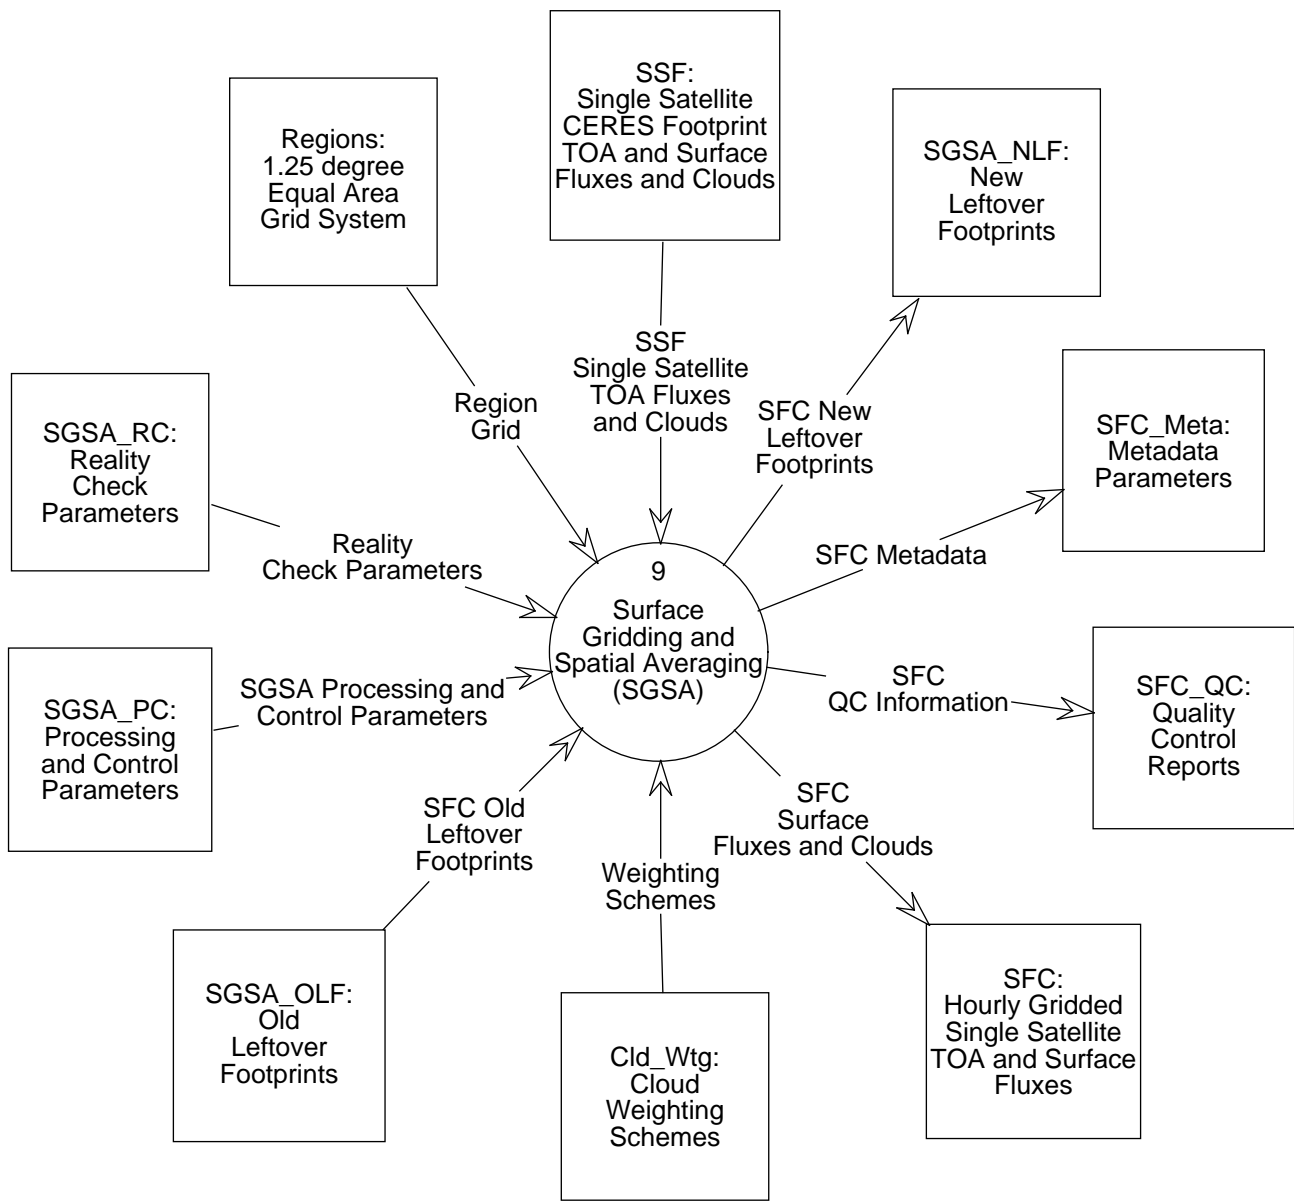 SSF:
Single Satellite
CERES Footprint
TOA and Surface
Fluxes and Clouds
Regions:
1.25 degree
Equal Area
Grid System
SGSA_NLF:
New
Leftover
Footprints
SSF
Single Satellite
TOA Fluxes
and Clouds
Region
Grid
SFC New
Leftover
Footprints
SGSA_RC:
Reality
Check
Parameters
SFC_Meta:
Metadata
Parameters
Reality
Check Parameters
SFC Metadata
9
Surface
Gridding and
Spatial Averaging
(SGSA)
SGSA_PC:
Processing
and Control
Parameters
SGSA Processing and
Control Parameters
SFC
QC Information
SFC_QC:
Quality
Control
Reports
SFC Old
Leftover
Footprints
SFC
Surface
Fluxes and Clouds
Weighting
Schemes
SGSA_OLF:
Old
Leftover
Footprints
Cld_Wtg:
Cloud
Weighting
Schemes
SFC:
Hourly Gridded
Single Satellite
TOA and Surface
Fluxes